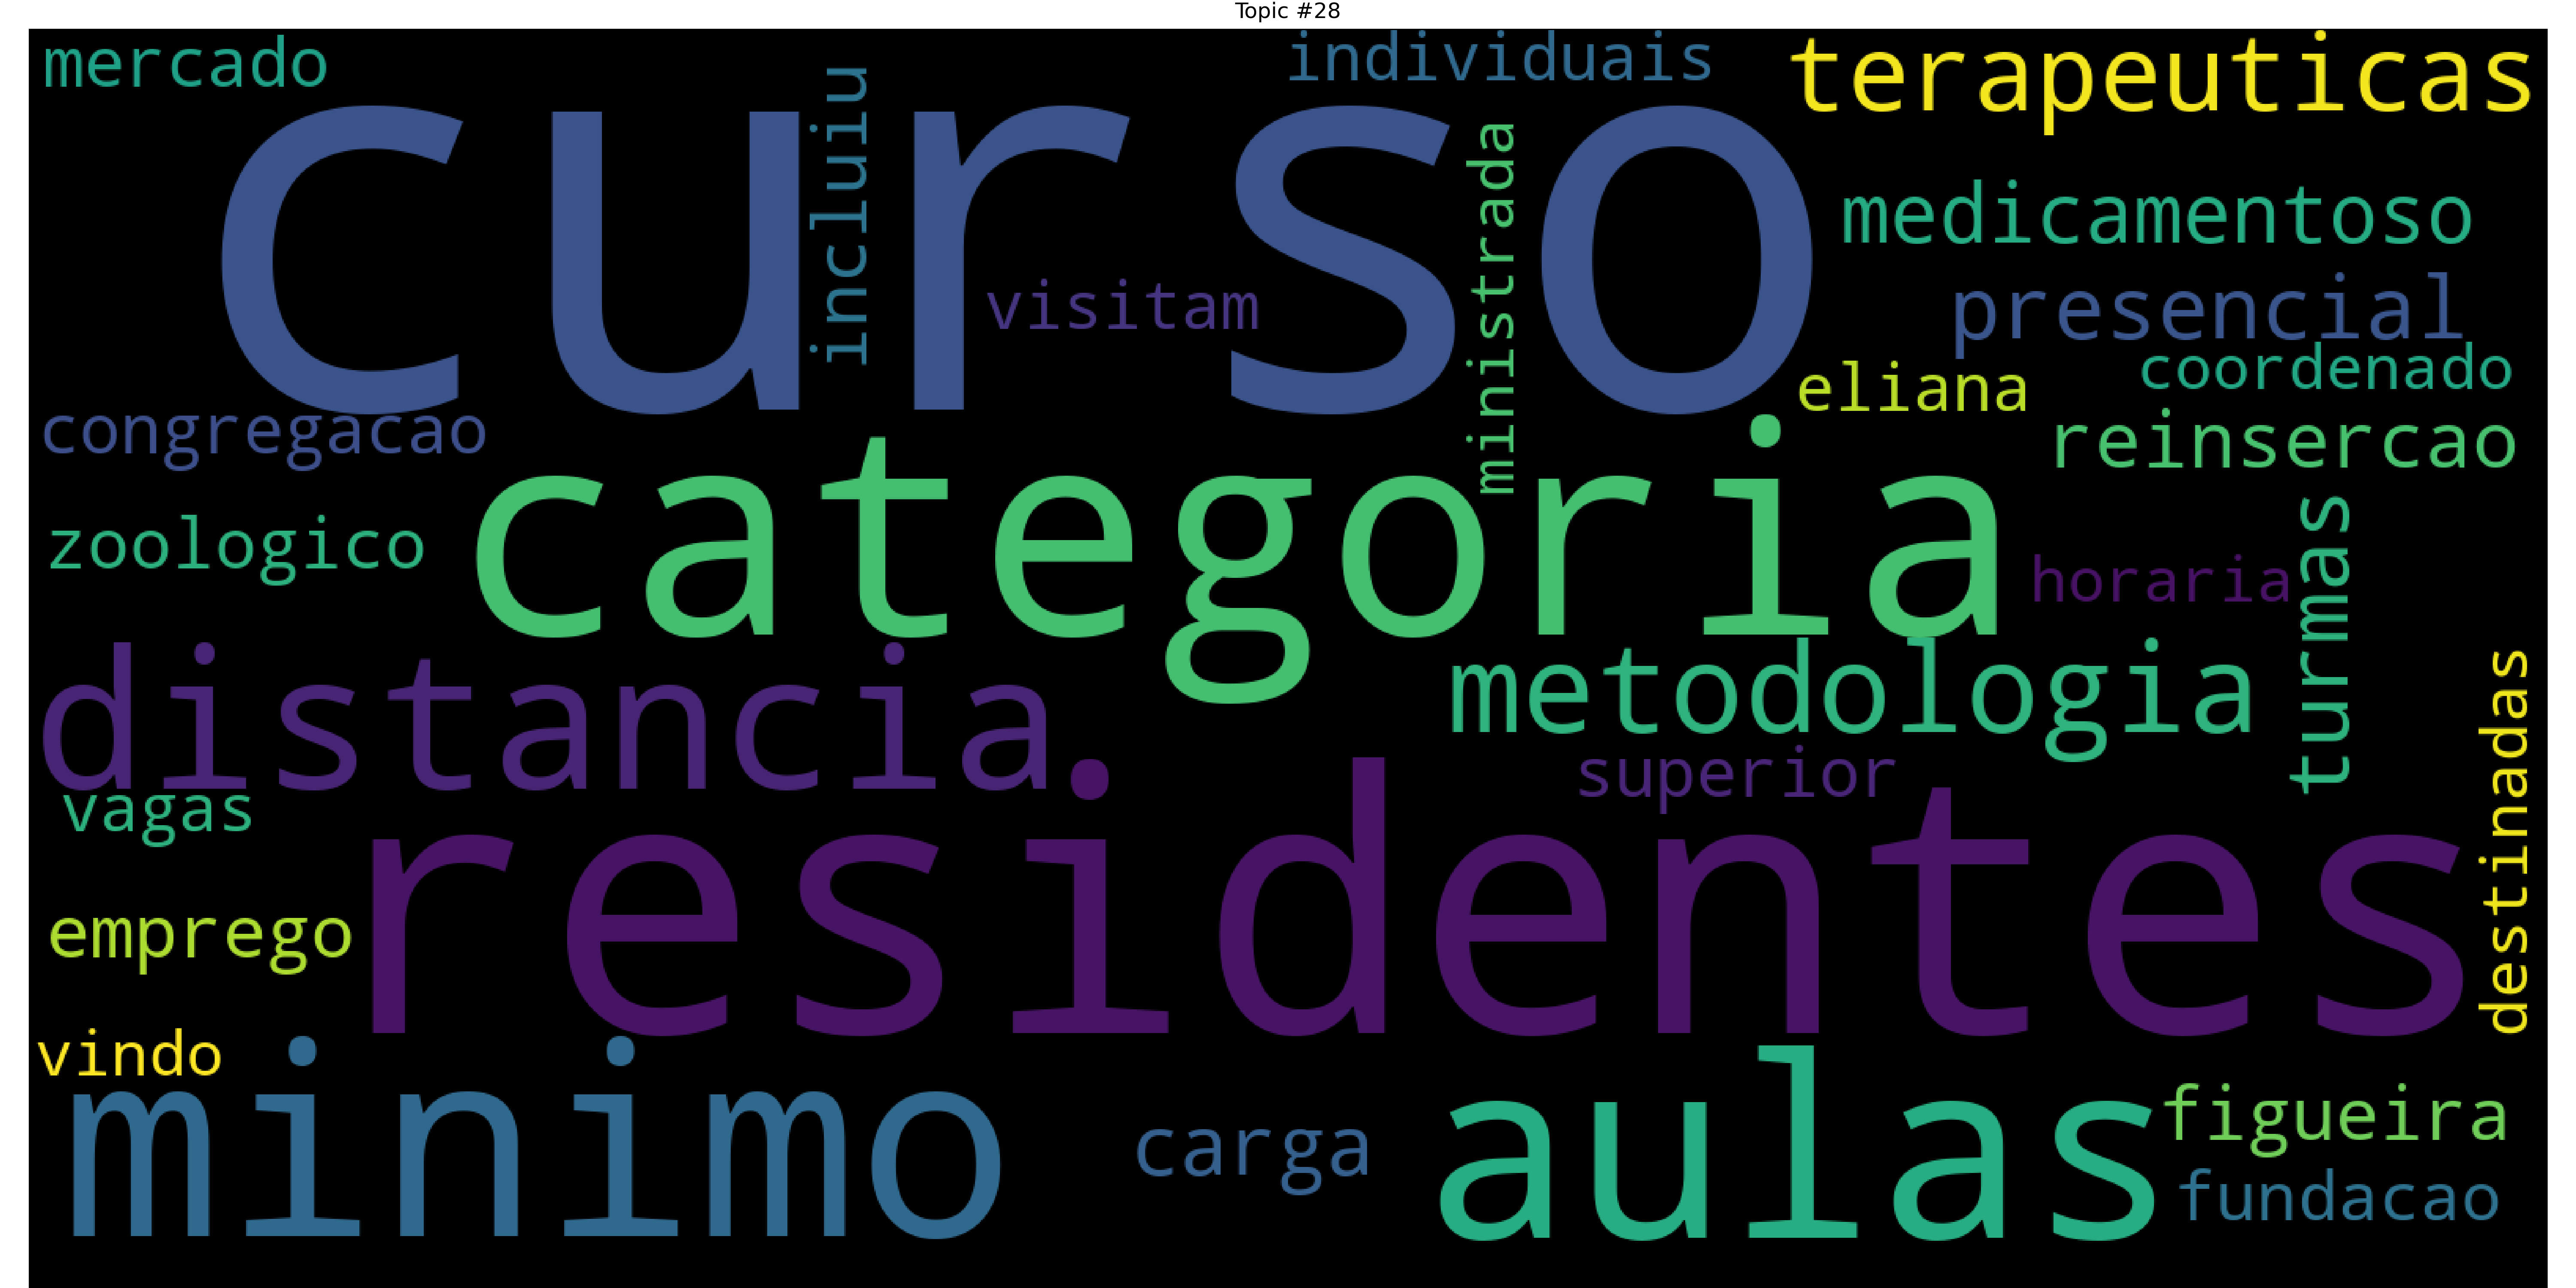 Topic #28
mercado
individuais
terapeuticas
curso
incluiu
visitam
ministrada
medicamentoso
presencial
eliana
coordenado
congregacao
reinsercao
categoria
zoologico
horaria
turmas
distancia
metodologia
superior
destinadas
vagas
residentes
emprego
vindo
minimo
carga
aulas
figueira
fundacao